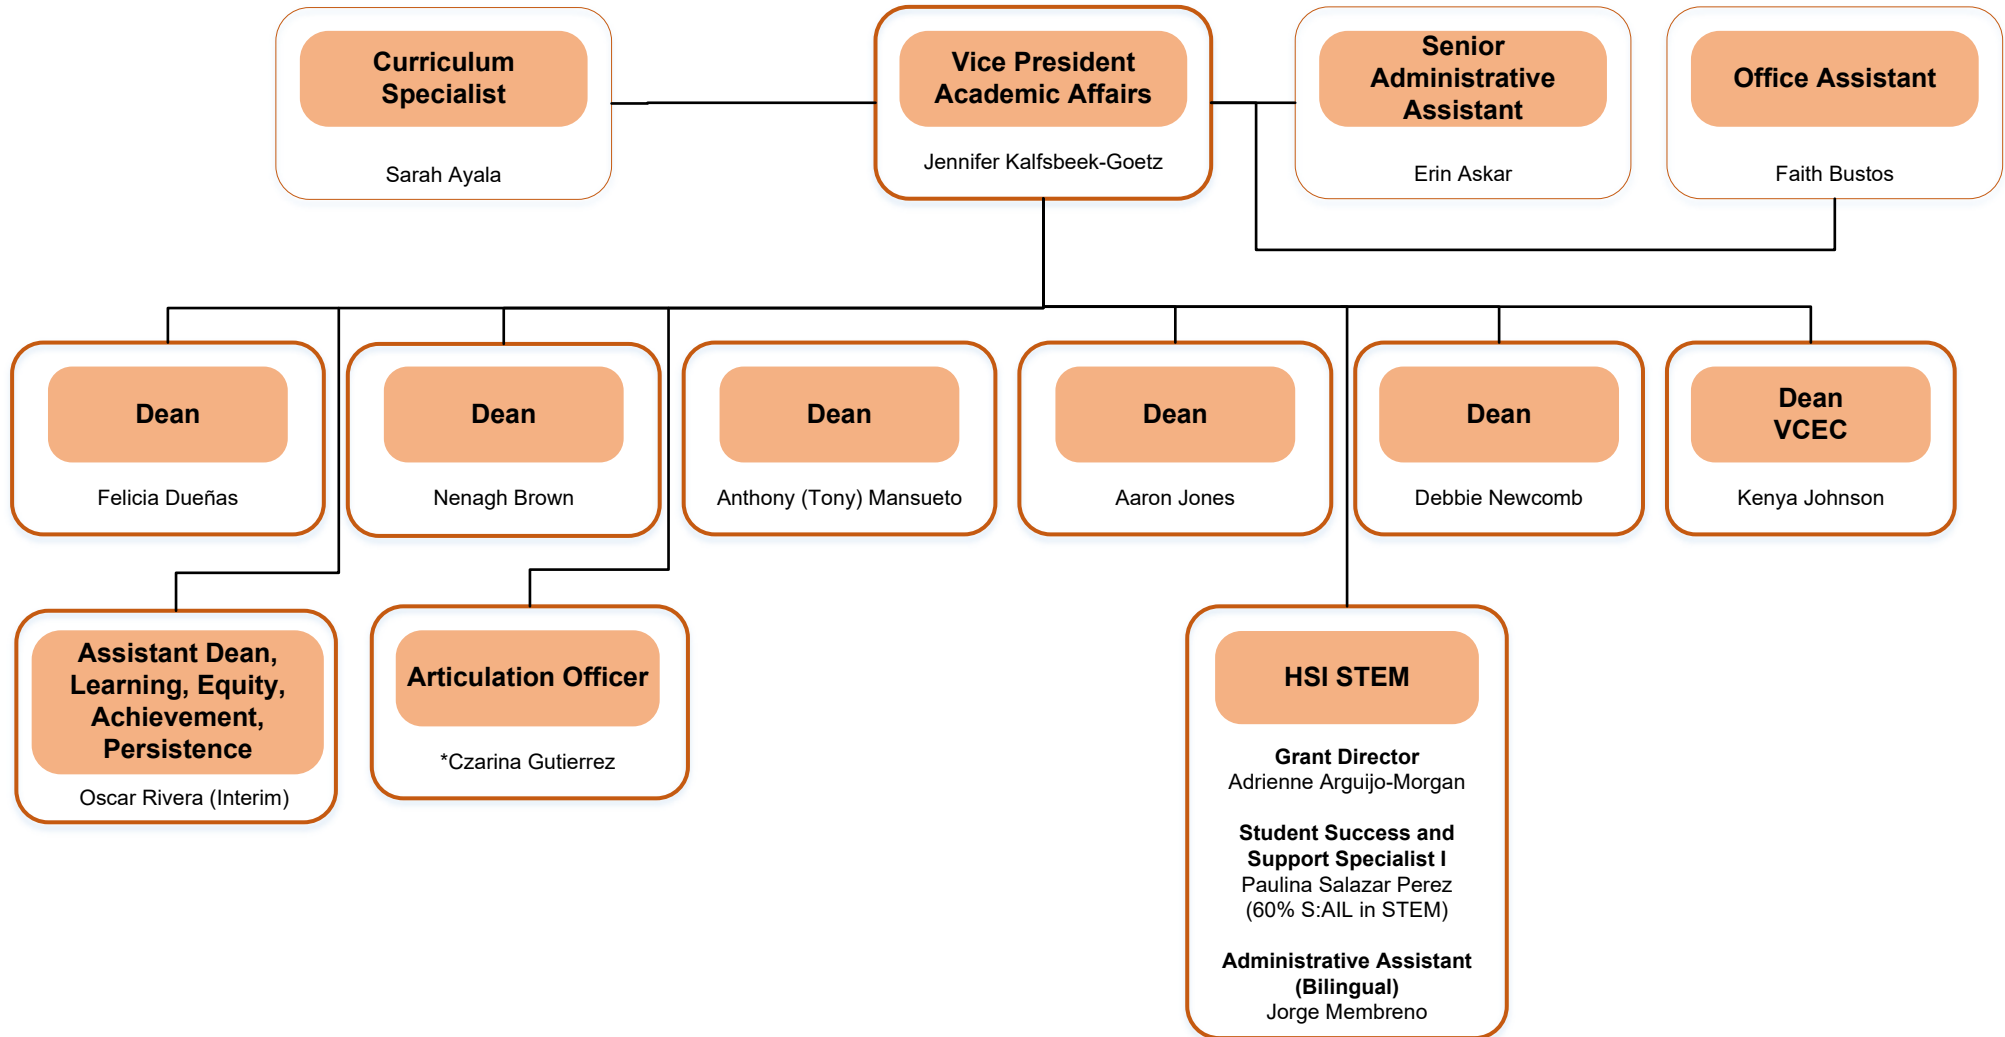 Curriculum
Specialist
Sarah Ayala
Vice President
Academic Affairs
Jennifer Kalfsbeek-Goetz
Senior
Administrative
Assistant
Erin Askar
Office Assistant
Faith Bustos
Dean
Felicia Dueñas
Dean
Nenagh Brown
Dean
Anthony (Tony) Mansueto
Dean
Aaron Jones
Dean
Debbie Newcomb
Dean
VCEC
Kenya Johnson
Assistant Dean,
Learning, Equity,
Achievement,
Persistence
Oscar Rivera (Interim)
Articulation Officer
*Czarina Gutierrez
HSI STEM
Grant Director
Adrienne Arguijo-Morgan
Student Success and
Support Specialist I
Paulina Salazar Perez
(60% S:AIL in STEM)
Administrative Assistant
(Bilingual)
Jorge Membreno